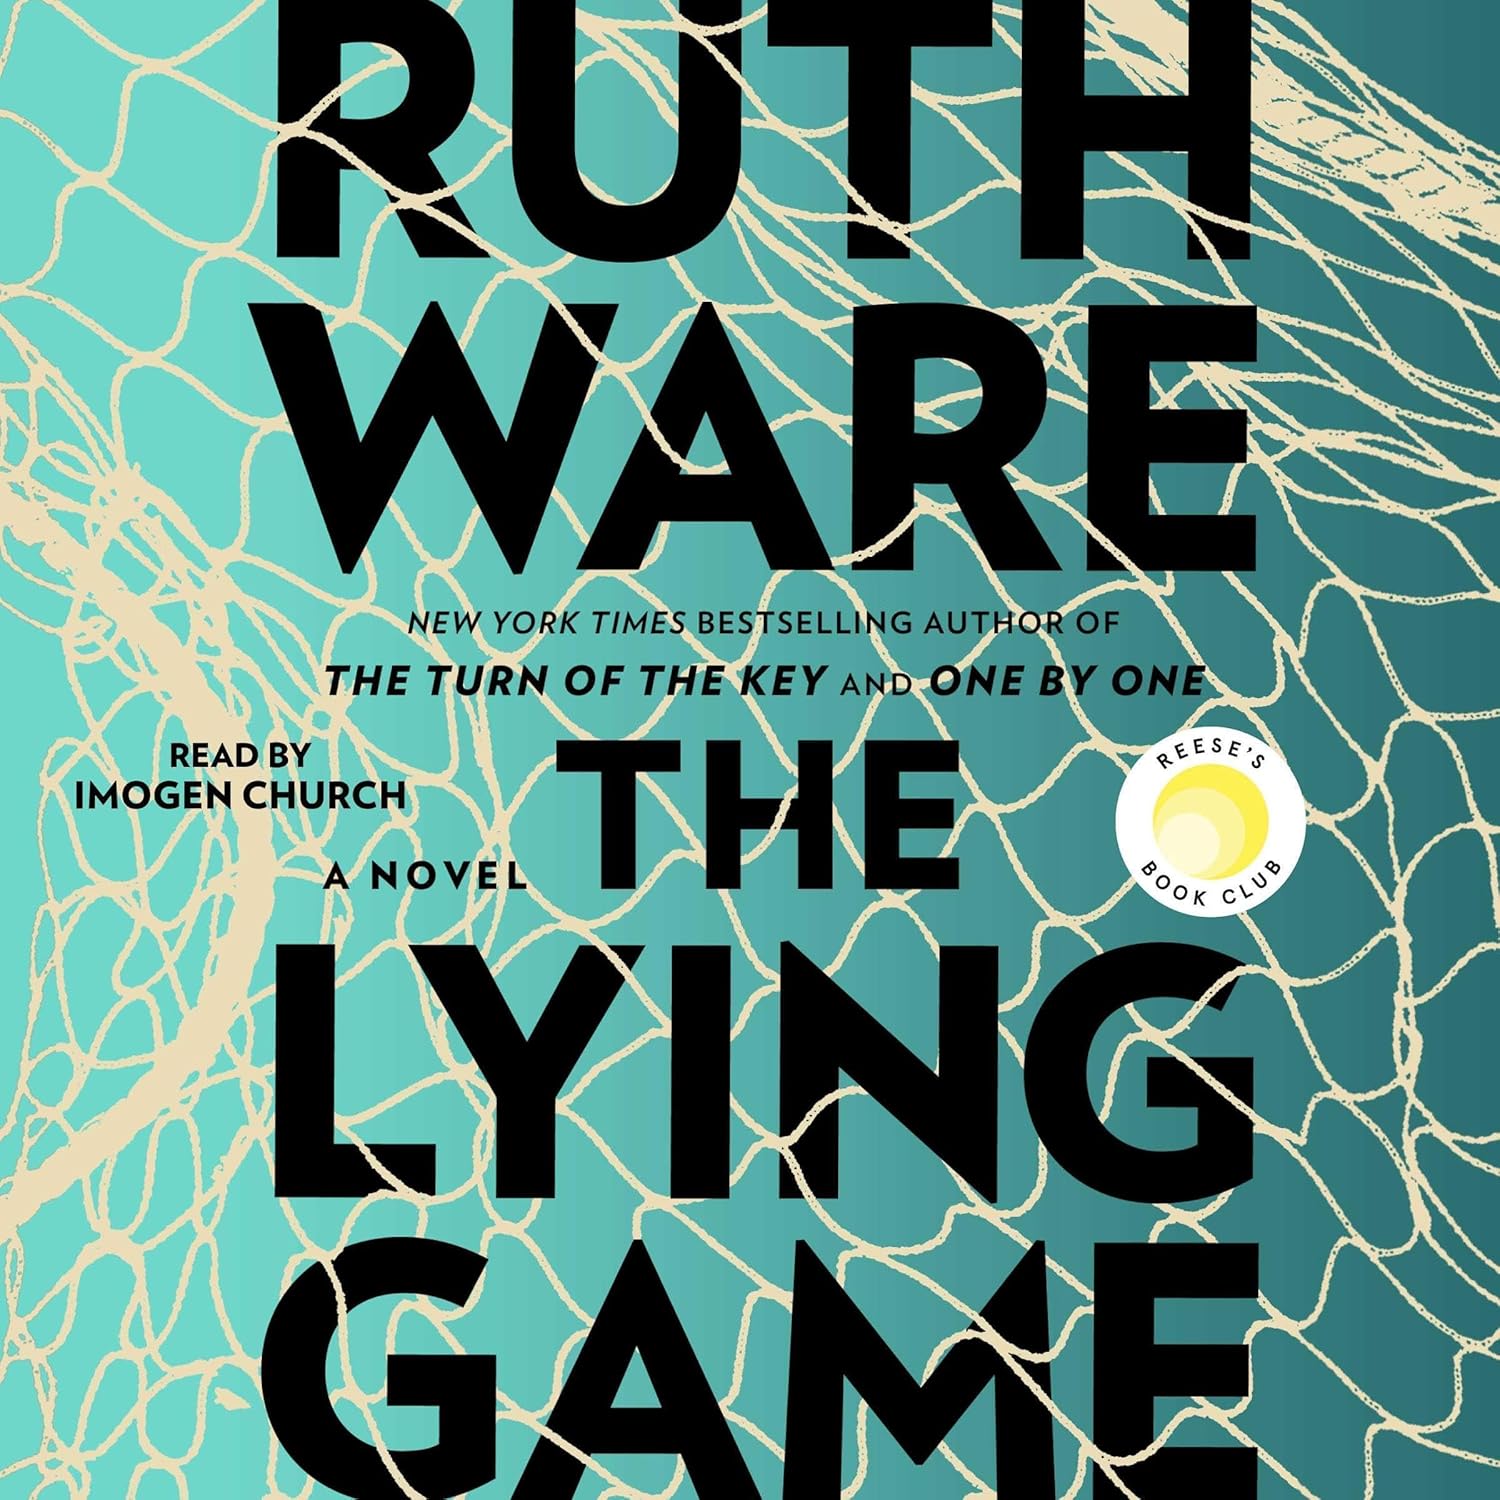 RUTH
WARE
NEW YORK TIMES BESTSELLING AUTHOR OF
THE TURN OF THE KEY AND ONE BY ONE
READ BY
IMOGEN CHURCH
A NOVEL
THE
REESE'S
BOOK CLUB
LYING
GAME